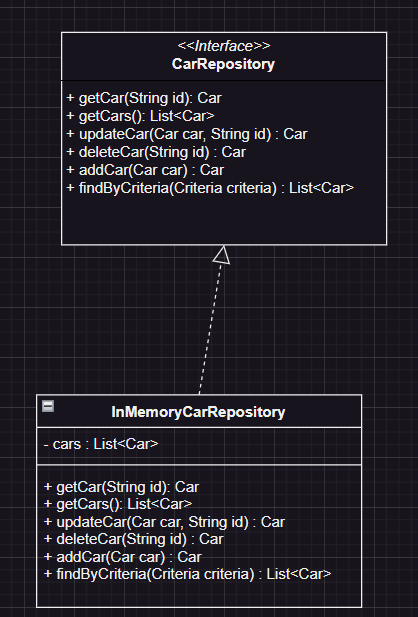 <<Interface>>
CarRepository
+ getCar(String id): Car
+ getCars(): List<Car>
+ updateCar(Car car, String id) : Car
+ deleteCar(String id) : Car
+ addCar(Car car) : Car
+ findByCriteria(Criteria criteria) : List<Car>
InMemoryCarRepository
- cars : List<Car>
+ getCar(String id): Car
+ getCars(): List<Car>
+ updateCar(Car car, String id) : Car
+ deleteCar(String id) : Car
+ addCar(Car car) : Car
+ findByCriteria(Criteria criteria) : List<Car>